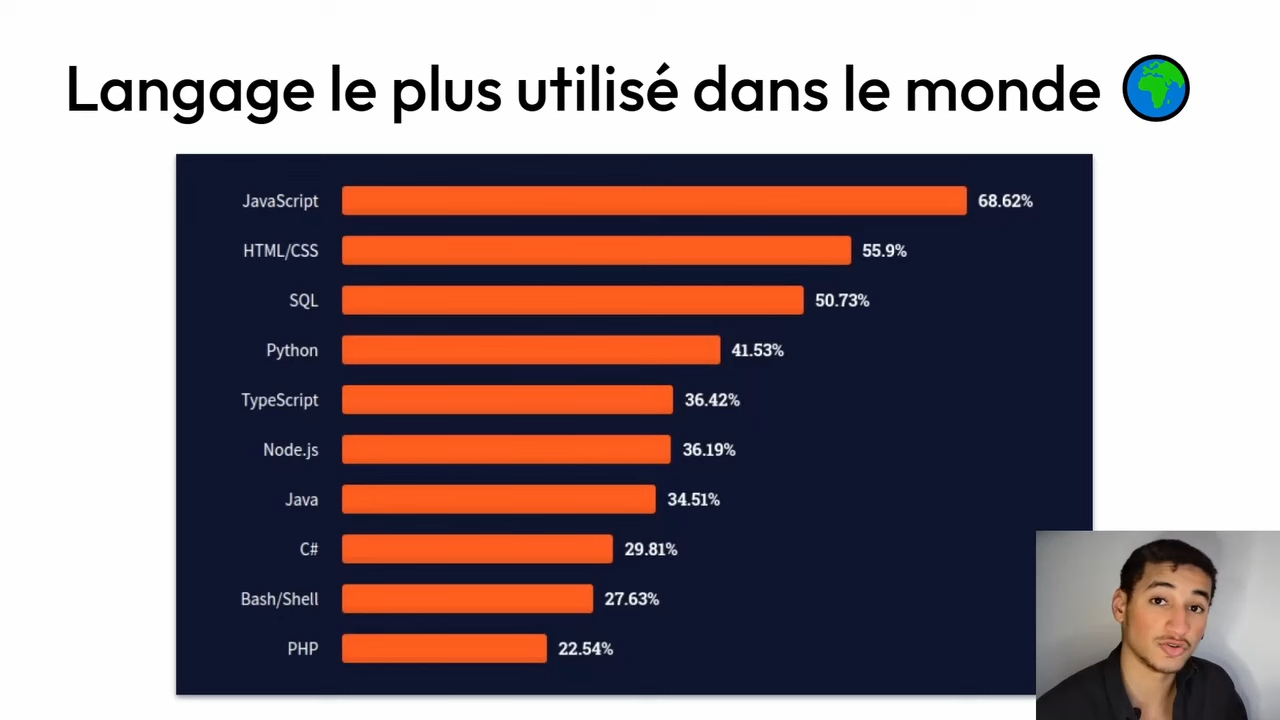 Langage le plus utilisé dans le monde
JavaScript 68.62%
HTML/CSS 55.9%
SQL 50.73%
Python 41.53%
TypeScript 36.42%
Node.js 36.19%
Java 34.51%
C# 29.81%
Bash/Shell 27.63%
PHP 22.54%